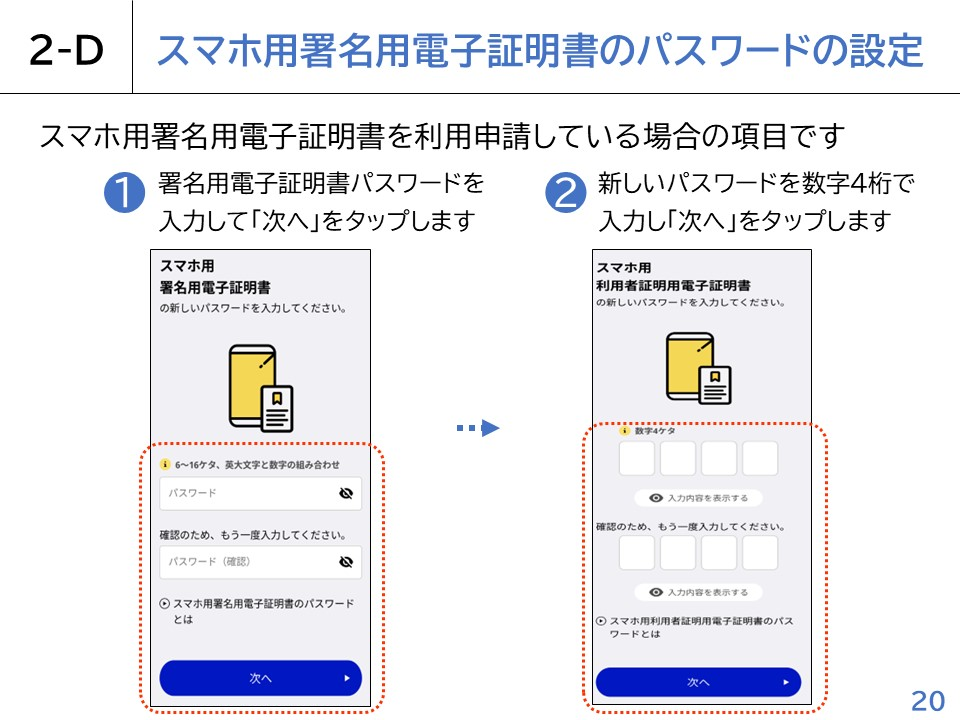 2-D
スマホ用署名用電子証明書のパスワードの設定
スマホ用署名用電子証明書を利用申請している場合の項目です
1
署名用電子証明書パスワードを
入力して「次へ」をタップします
スマホ用
署名用電子証明書
の新しいパスワードを入力してください。
6～16ケタ、英大文字と数字の組み合わせ
パスワード
確認のため、もう一度入力してください。
パスワード（確認）
スマホ用署名用電子証明書のパスワード
とは
次へ
2
新しいパスワードを数字4桁で
入力し「次へ」をタップします
スマホ用
利用者証明用電子証明書
の新しいパスワードを入力してください。
数字4ケタ
入力内容を表示する
確認のため、もう一度入力してください。
入力内容を表示する
スマホ用利用者証明用電子証明書のパス
ワードとは
次へ
20